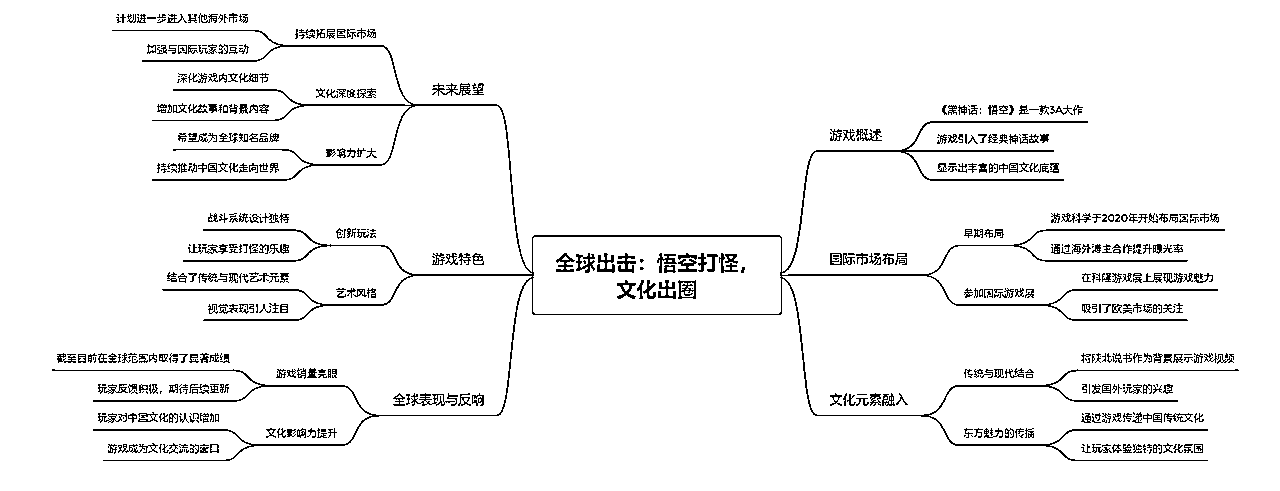 全球出击：悟空打怪，
文化出圈
游戏概述
《黑神话：悟空》是一款3A大作
游戏引入了经典神话故事
显示出丰富的中国文化底蕴
国际市场布局
早期布局
游戏科学于2020年开始布局国际市场
通过海外博主合作提升曝光率
参加国际游戏展
在科隆游戏展上展现游戏魅力
吸引了欧美市场的关注
文化元素融入
传统与现代结合
将陕北说书作为背景展示游戏视频
引发国外玩家的兴趣
东方魅力的传播
通过游戏传递中国传统文化
让玩家体验独特的文化氛围
全球表现与反响
游戏销量亮眼
截至目前在全球范围内取得了显著成绩
玩家反馈积极，期待后续更新
文化影响力提升
玩家对中国文化的认识增加
游戏成为文化交流的窗口
游戏特色
创新玩法
战斗系统设计独特
让玩家享受打怪的乐趣
艺术风格
结合了传统与现代艺术元素
视觉表现引人注目
未来展望
持续拓展国际市场
计划进一步进入其他海外市场
加强与国际玩家的互动
文化深度探索
深化游戏内文化细节
增加文化故事和背景内容
影响力扩大
希望成为全球知名品牌
持续推动中国文化走向世界